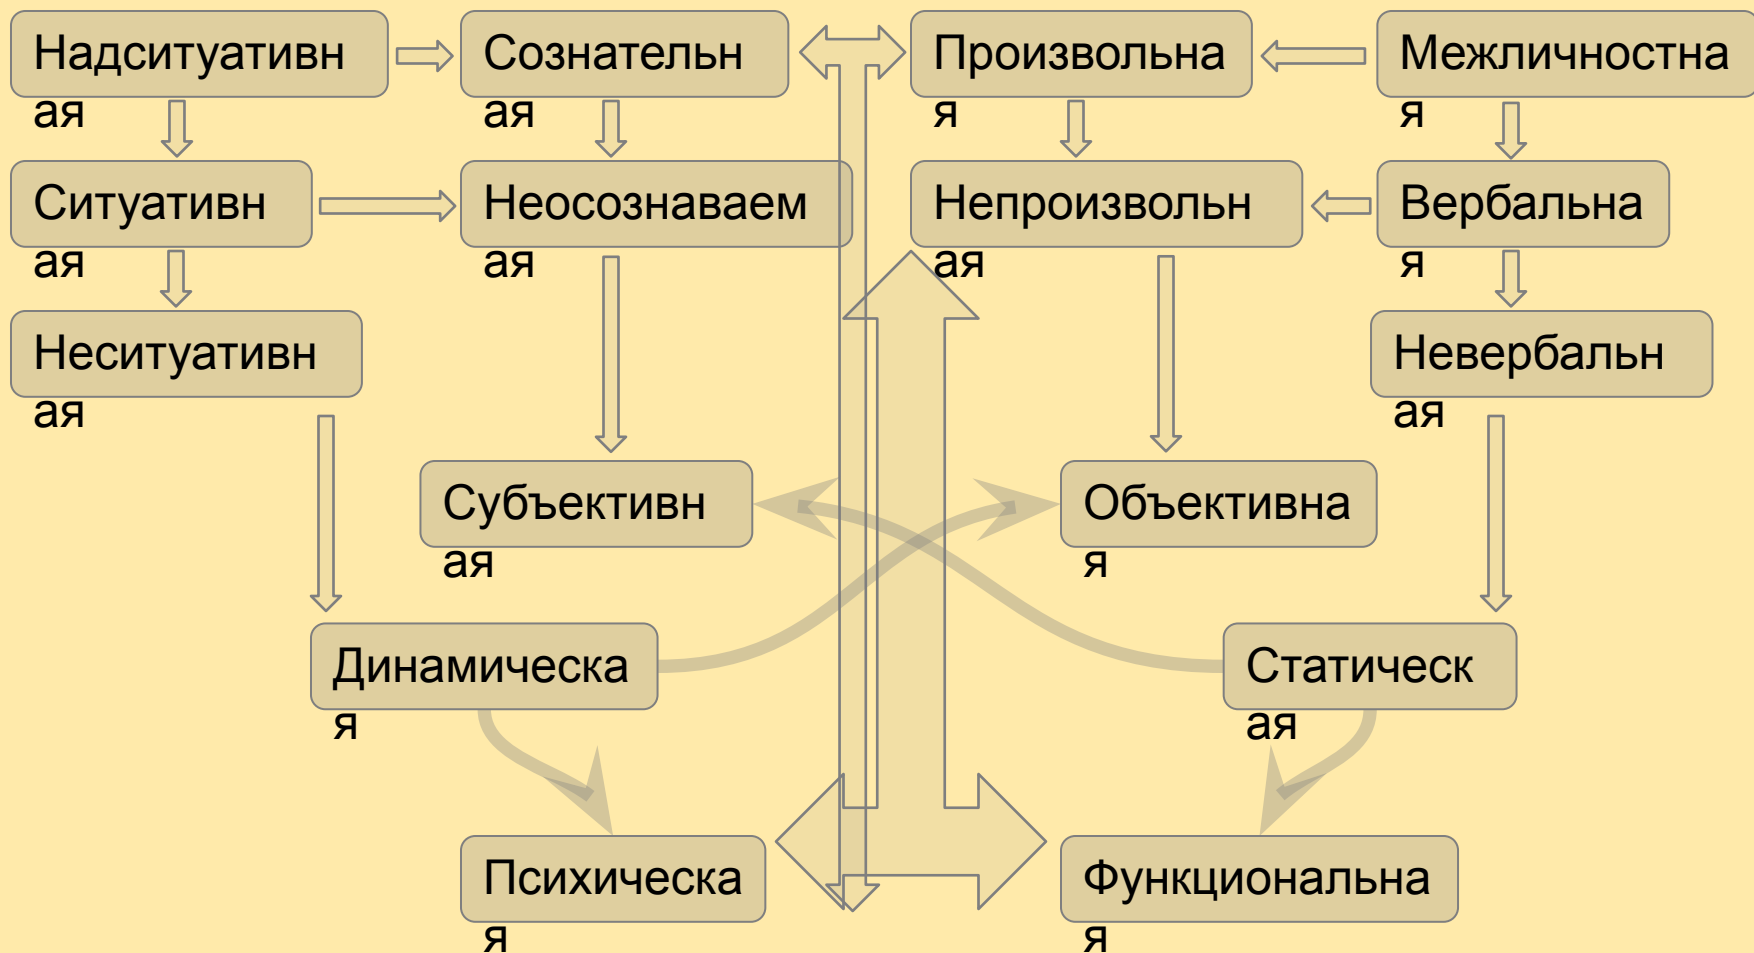 Надситуативн
ая
Сознательн
ая
Произвольна
я
Межличностна
я
Ситуативн
ая
Неосознаваем
ая
Непроизвольн
ая
Вербальна
я
Неситуативн
ая
Невербальн
ая
Субъективн
ая
Объективна
я
Динамическа
я
Статическ
ая
Психическа
я
Функциональна
я